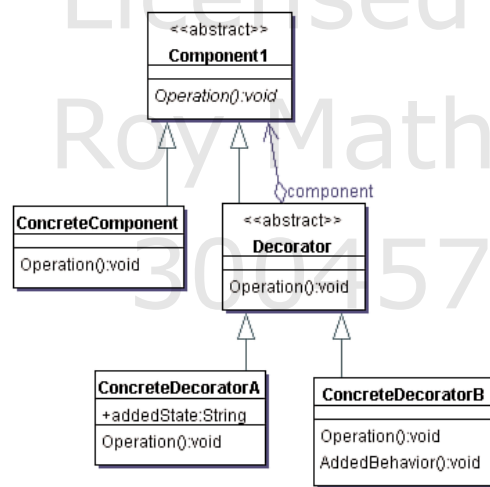 Licensed
<<abstract>>
Component1
Operation():void
Roy Math
component
ConcreteComponent
Operation():void
<<abstract>>
Decorator
Operation():void
300457
ConcreteDecoratorA
+addedState:String
Operation():void
ConcreteDecoratorB
Operation():void
AddedBehavior():void